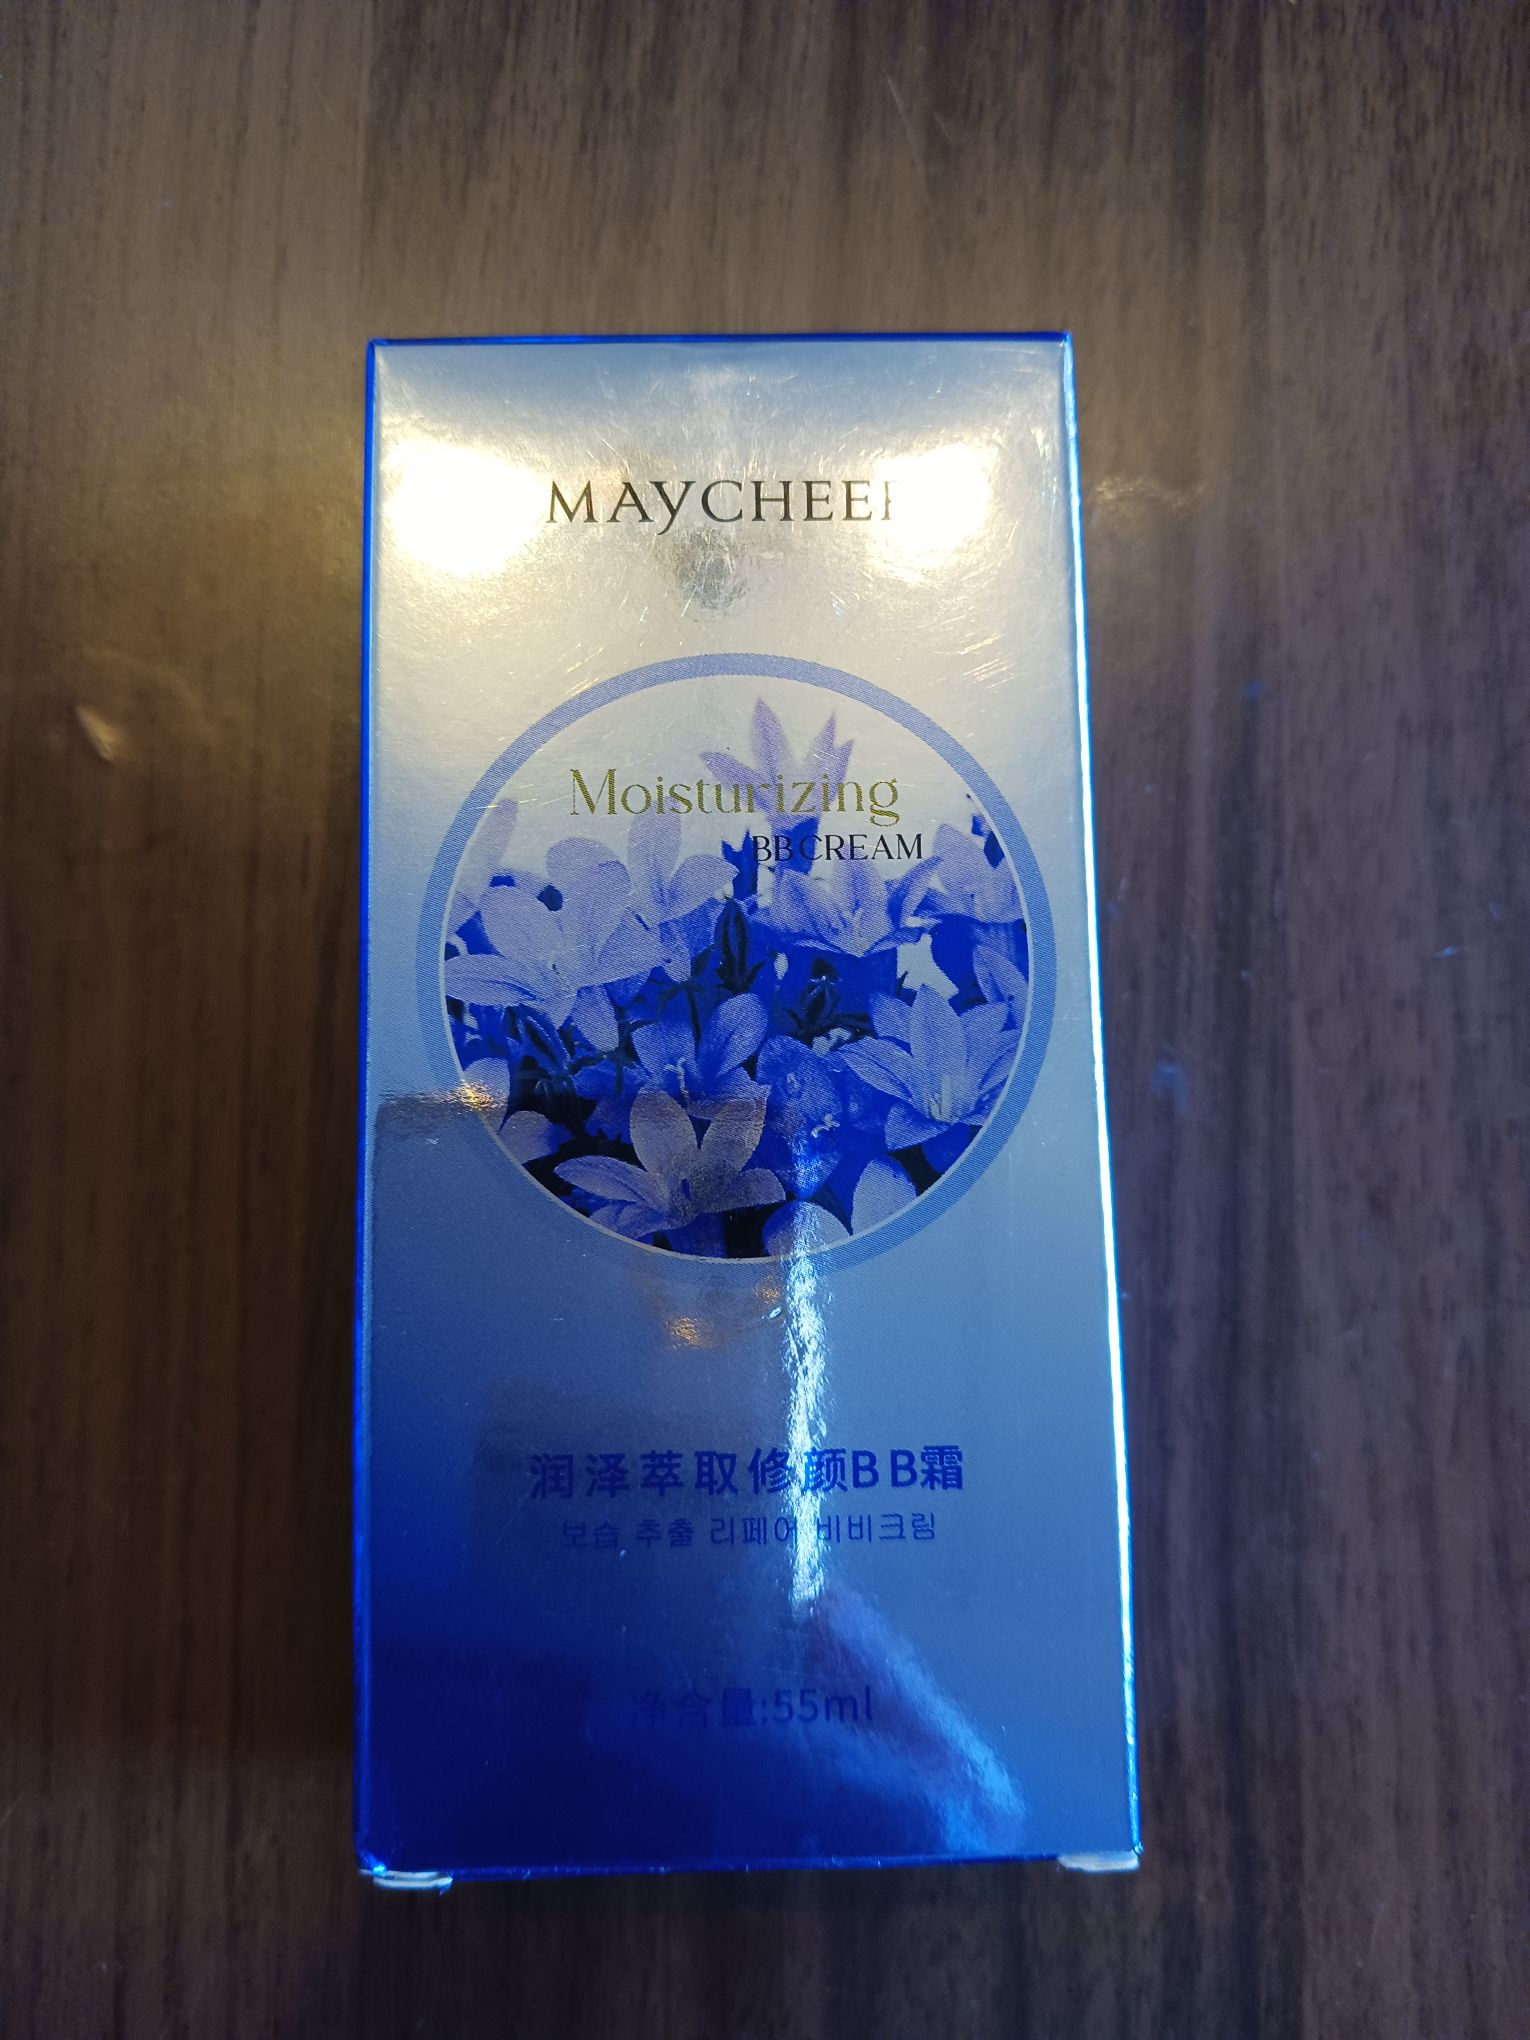 MAYCHEER
Moisturizing
BB CREAM
润泽萃取修颜BB霜
보습 추출 리페어 비비크림
净含量:55ml